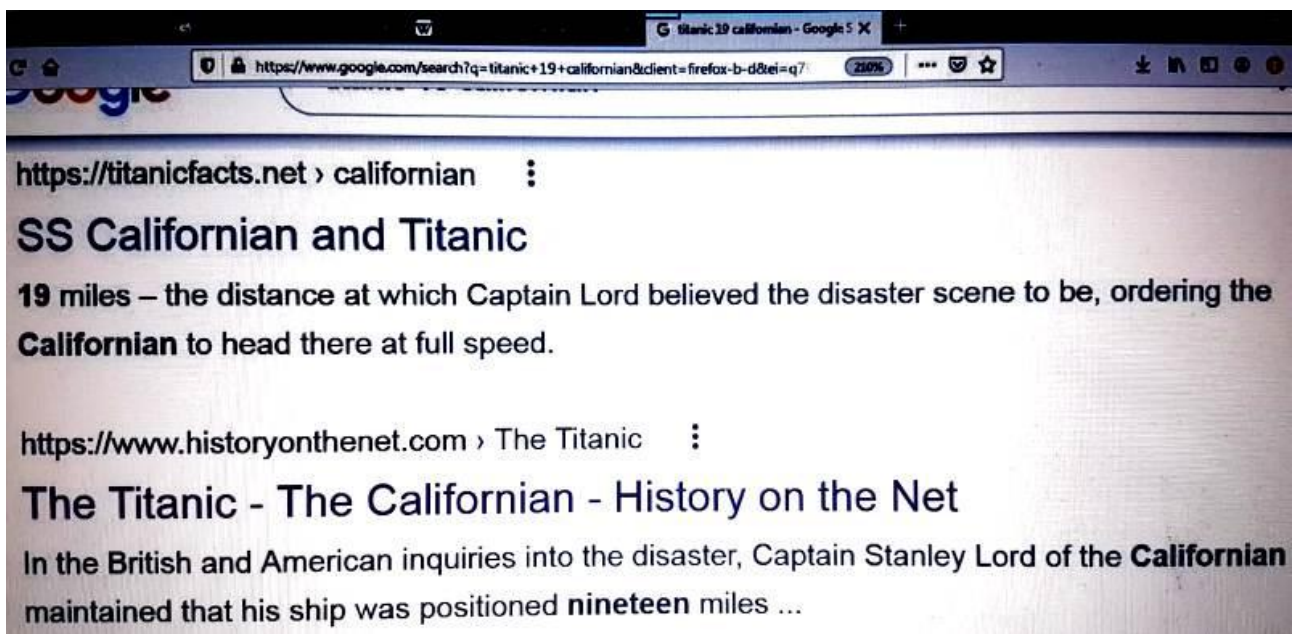 G titanic 19 californian - Google S
https://www.google.com/search?q=titanic+19+californian&client=firefox-b-d&ei=q7
210%
Google
https://titanicfacts.net › californian
SS Californian and Titanic
19 miles – the distance at which Captain Lord believed the disaster scene to be, ordering the
Californian to head there at full speed.
https://www.historyonthenet.com › The Titanic
The Titanic - The Californian - History on the Net
In the British and American inquiries into the disaster, Captain Stanley Lord of the Californian
maintained that his ship was positioned nineteen miles ...